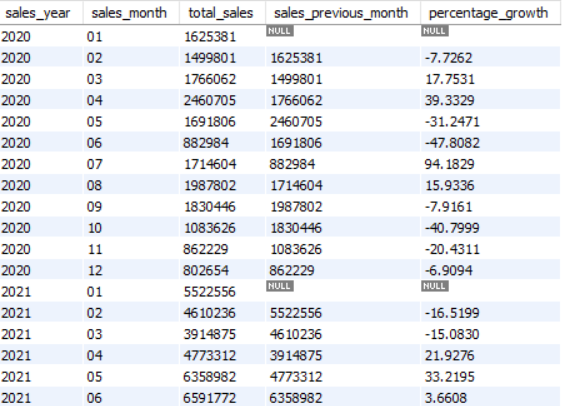 sales_year sales_month total_sales sales_previous_month percentage_growth
2020 01 1625381 NULL NULL
2020 02 1499801 1625381 -7.7262
2020 03 1766062 1499801 17.7531
2020 04 2460705 1766062 39.3329
2020 05 1691806 2460705 -31.2471
2020 06 882984 1691806 -47.8082
2020 07 1714604 882984 94.1829
2020 08 1987802 1714604 15.9336
2020 09 1830446 1987802 -7.9161
2020 10 1083626 1830446 -40.7999
2020 11 862229 1083626 -20.4311
2020 12 802654 862229 -6.9094
2021 01 5522556 NULL NULL
2021 02 4610236 5522556 -16.5199
2021 03 3914875 4610236 -15.0830
2021 04 4773312 3914875 21.9276
2021 05 6358982 4773312 33.2195
2021 06 6591772 6358982 3.6608